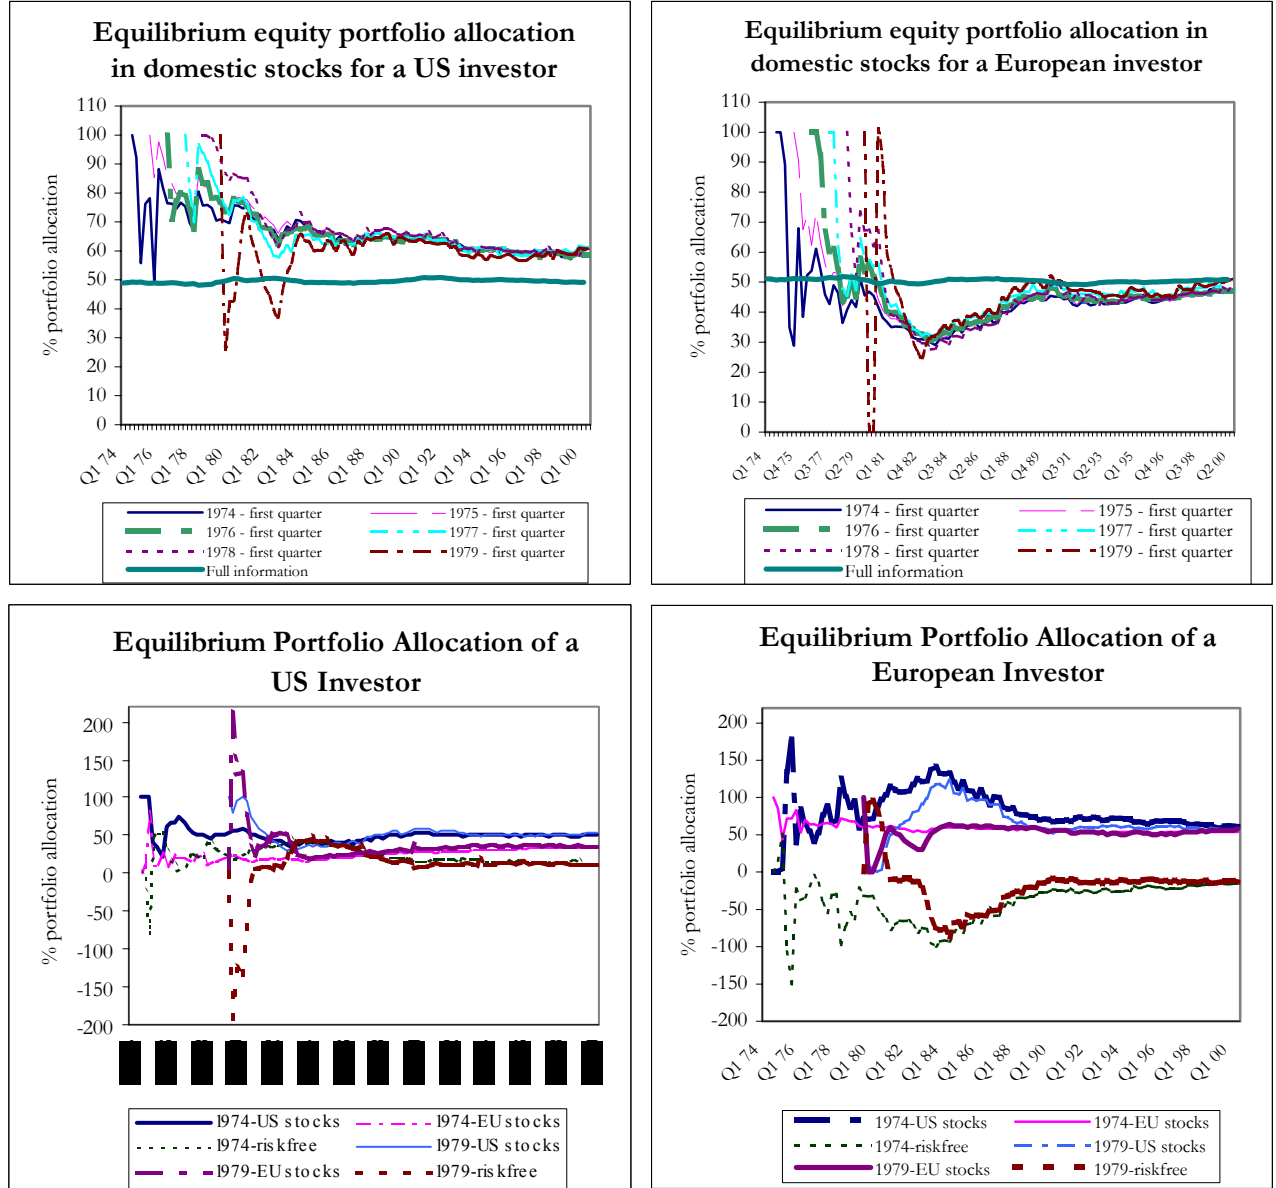 Equilibrium equity portfolio allocation
in domestic stocks for a US investor
% portfolio allocation
110
100
90
80
70
60
50
40
30
20
10
0
Q1 74
Q1 76
Q1 78
Q1 80
Q1 82
Q1 84
Q1 86
Q1 88
Q1 90
Q1 92
Q1 94
Q1 96
Q1 98
Q1 00
1974 - first quarter
1975 - first quarter
1976 - first quarter
1977 - first quarter
1978 - first quarter
1979 - first quarter
Full information
Equilibrium equity portfolio allocation in
domestic stocks for a European investor
% portfolio allocation
110
100
90
80
70
60
50
40
30
20
10
0
Q1 74
Q4 75
Q3 77
Q2 79
Q1 81
Q4 82
Q3 84
Q2 86
Q1 88
Q4 89
Q3 91
Q2 93
Q1 95
Q4 96
Q3 98
Q2 00
1974 - first quarter
1975 - first quarter
1976 - first quarter
1977 - first quarter
1978 - first quarter
1979 - first quarter
Full information
Equilibrium Portfolio Allocation of a
US Investor
% portfolio allocation
200
150
100
50
0
-50
-100
-150
-200
1974-US stocks
1974-EU stocks
1974-riskfree
1979-US stocks
1979-EU stocks
1979-riskfree
Equilibrium Portfolio Allocation of a
European Investor
% portfolio allocation
200
150
100
50
0
-50
-100
-150
-200
Q1 74
Q1 76
Q1 78
Q1 80
Q1 82
Q1 84
Q1 86
Q1 88
Q1 90
Q1 92
Q1 94
Q1 96
Q1 98
Q1 00
1974-US stocks
1974-EU stocks
1974-riskfree
1979-US stocks
1979-EU stocks
1979-riskfree